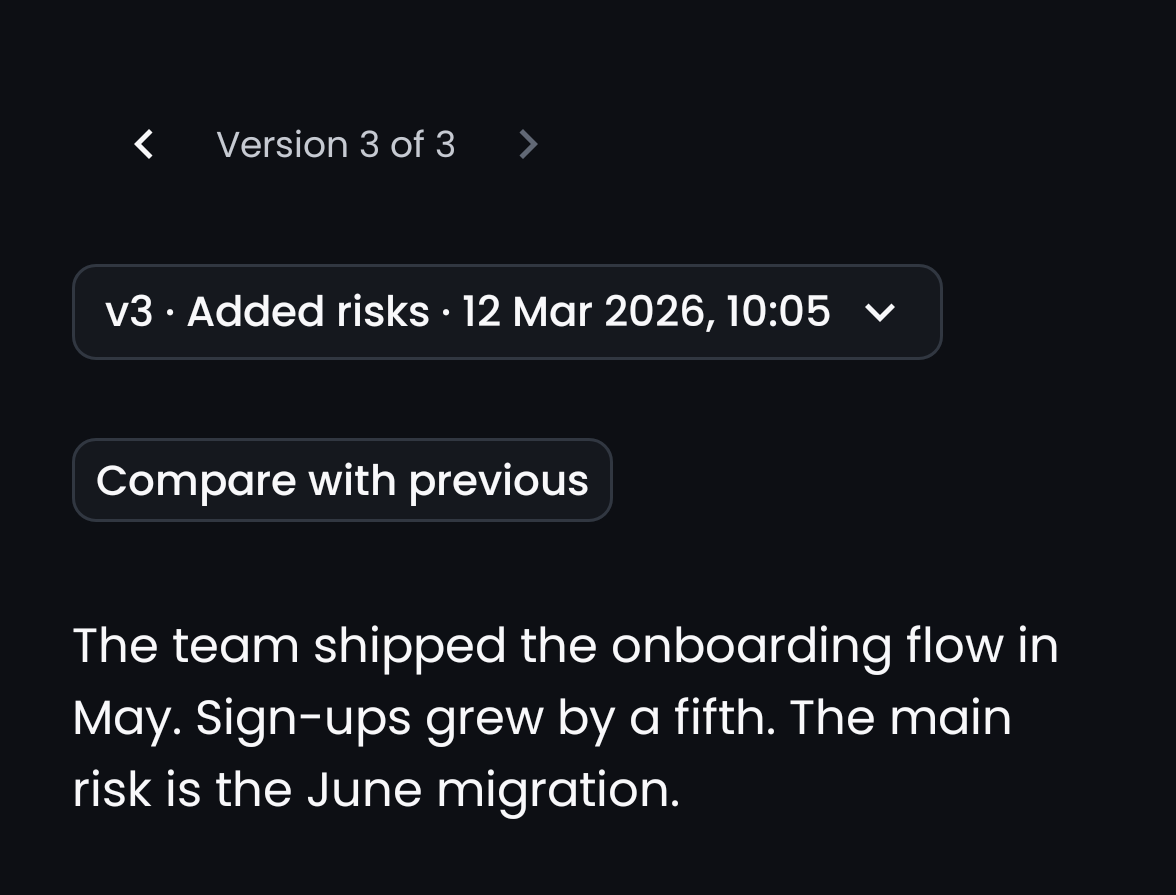 Version 3 of 3
v3 · Added risks · 12 Mar 2026, 10:05
Compare with previous
The team shipped the onboarding flow in
May. Sign-ups grew by a fifth. The main
risk is the June migration.